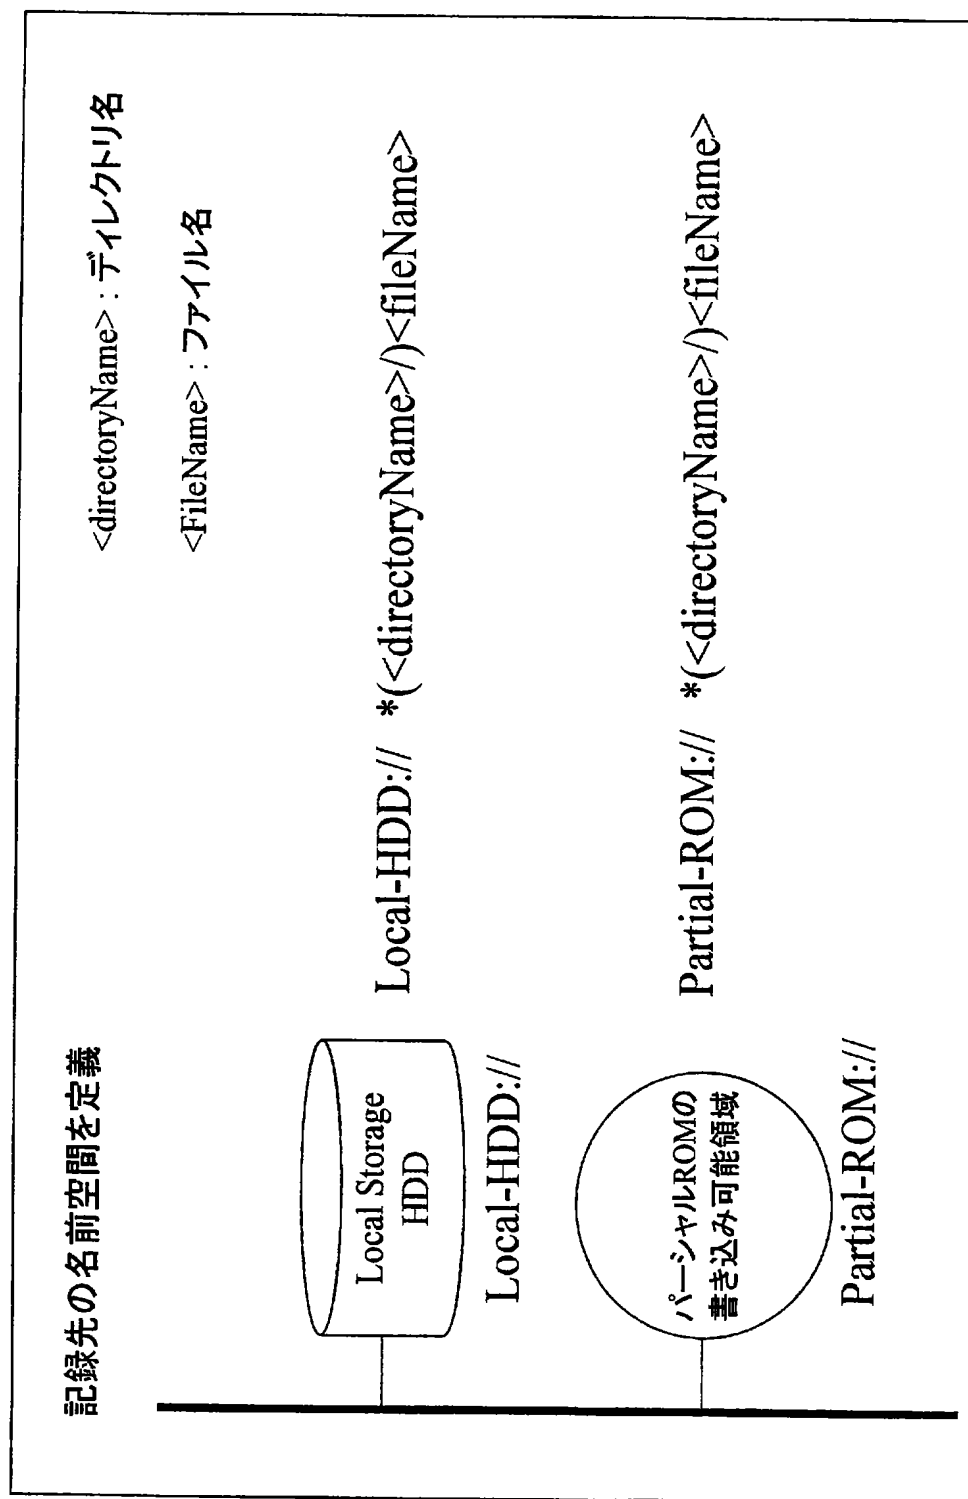 記録先の名前空間を定義
<directoryName> : ディレクトリ名
<FileName> : ファイル名
Local Storage
HDD
Local-HDD://
Local-HDD:// *(<directoryName>/)<fileName>
パーシャルROMの
書き込み可能領域
Partial-ROM://
Partial-ROM:// *(<directoryName>/)<fileName>